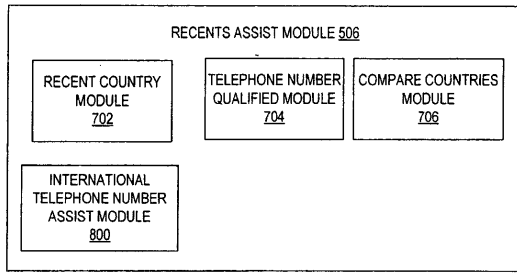 RECENTS ASSIST MODULE 506
RECENT COUNTRY
MODULE
702
TELEPHONE NUMBER
QUALIFIED MODULE
704
COMPARE COUNTRIES
MODULE
706
INTERNATIONAL
TELEPHONE NUMBER
ASSIST MODULE
800